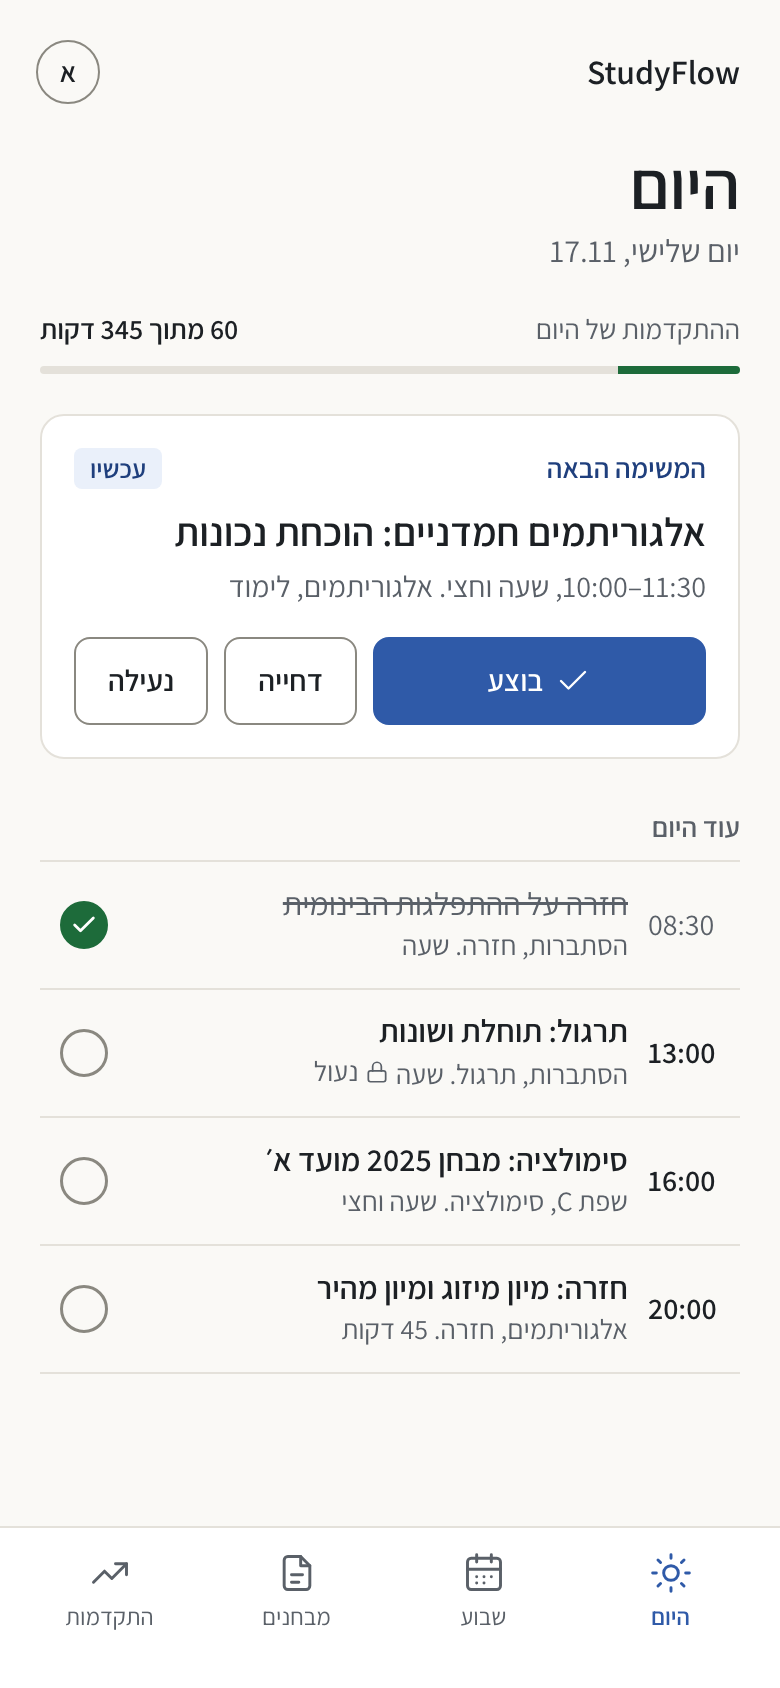 StudyFlow
א
היום
יום שלישי, 17.11
ההתקדמות של היום
60 מתוך 345 דקות
המשימה הבאה
עכשיו
אלגוריתמים חמדניים: הוכחת נכונות
10:00–11:30, שעה וחצי. אלגוריתמים, לימוד
בוצע
דחייה
נעילה
עוד היום
08:30
חזרה על ההתפלגות הבינומית
הסתברות, חזרה. שעה
13:00
תרגול: תוחלת ושונות
הסתברות, תרגול. שעה נעול
16:00
סימולציה: מבחן 2025 מועד א׳
שפת C, סימולציה. שעה וחצי
20:00
חזרה: מיון מיזוג ומיון מהיר
אלגוריתמים, חזרה. 45 דקות
היום
שבוע
מבחנים
התקדמות